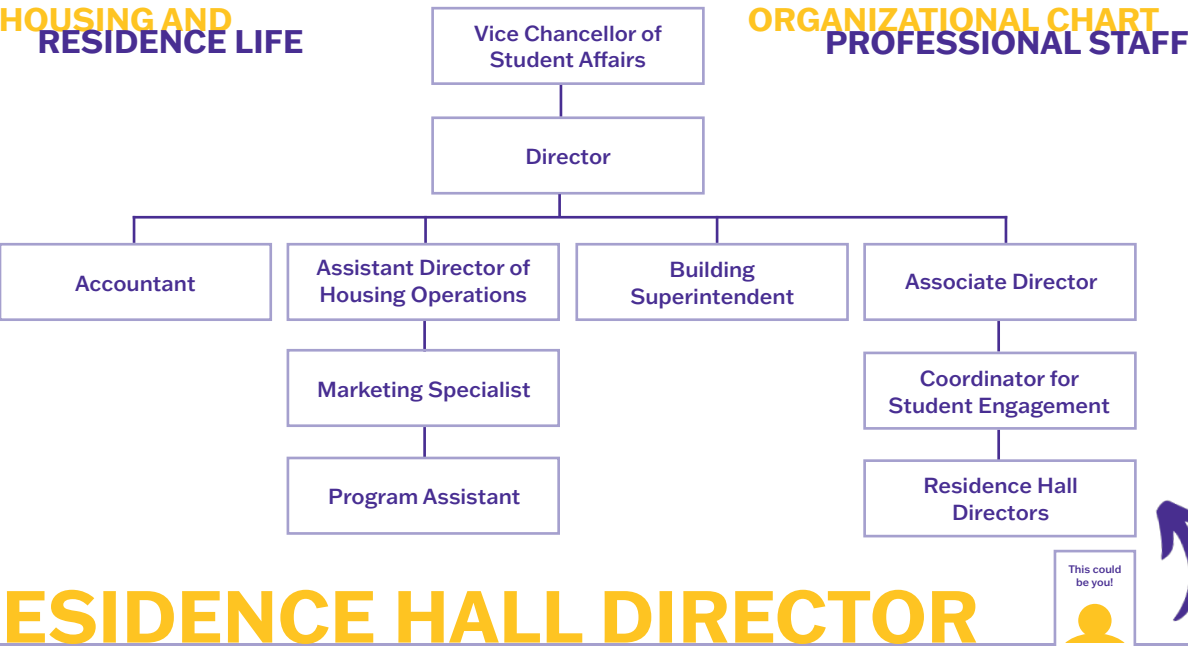 HOUSING AND
RESIDENCE LIFE
ORGANIZATIONAL CHART
PROFESSIONAL STAFF
Vice Chancellor of
Student Affairs
Director
Accountant
Assistant Director of
Housing Operations
Building
Superintendent
Associate Director
Marketing Specialist
Coordinator for
Student Engagement
Program Assistant
Residence Hall
Directors
This could
be you!
ESIDENCE HALL DIRECTOR